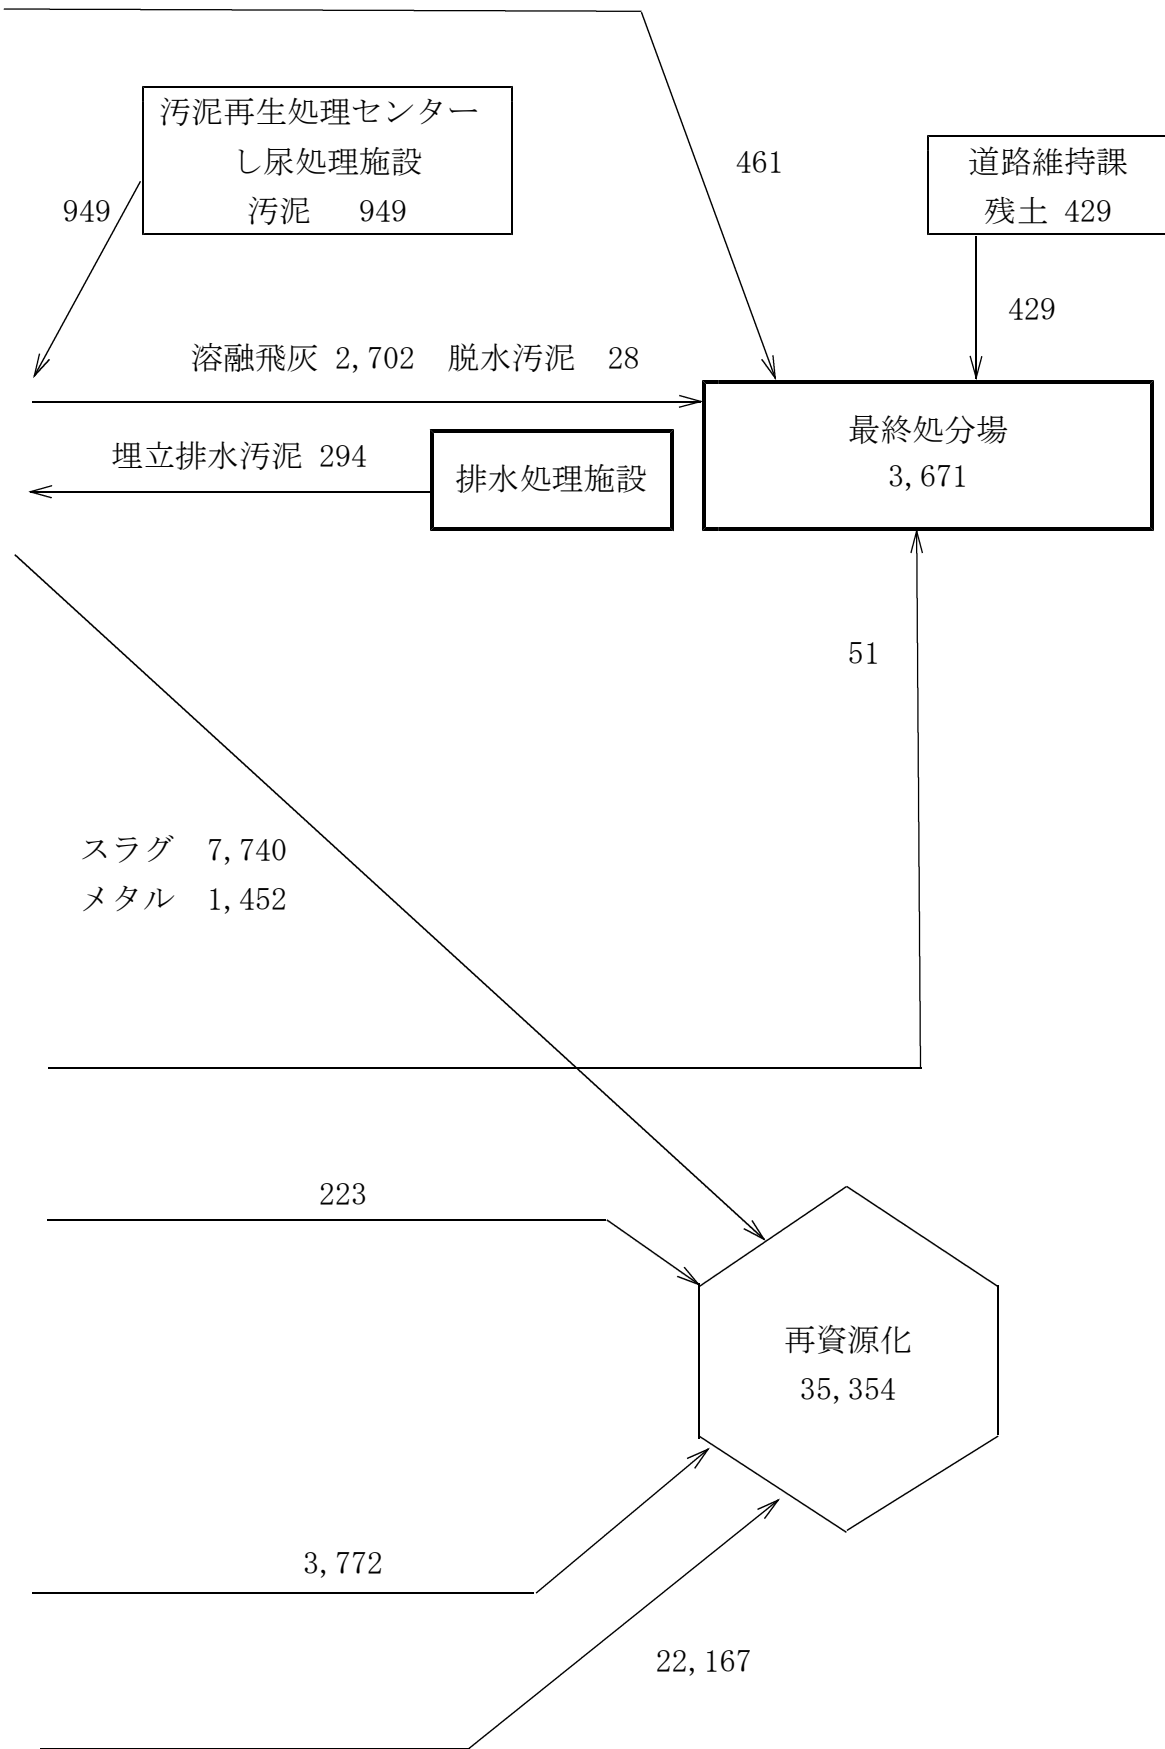 汚泥再生処理センター
し尿処理施設
汚泥　949
949
461
道路維持課
残土 429
429
溶融飛灰 2,702　脱水汚泥　28
最終処分場
3,671
埋立排水汚泥 294
排水処理施設
51
スラグ　7,740
メタル　1,452
223
再資源化
35,354
3,772
22,167